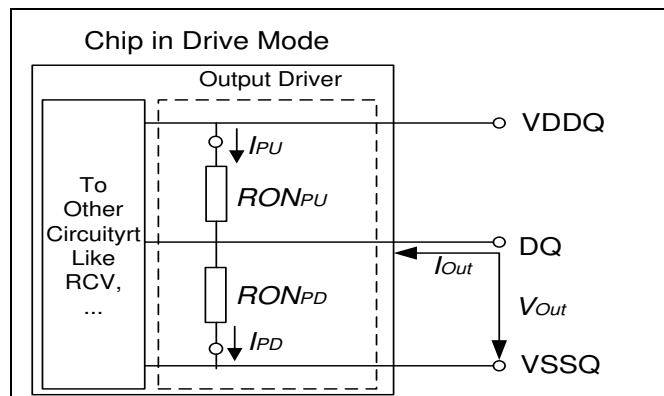 Chip in Drive Mode
Output Driver
VDDQ
IPU
To
Other
Circuityrt
Like
RCV,
...
RONPU
DQ
IOut
RONPD
VOut
IPD
VSSQ